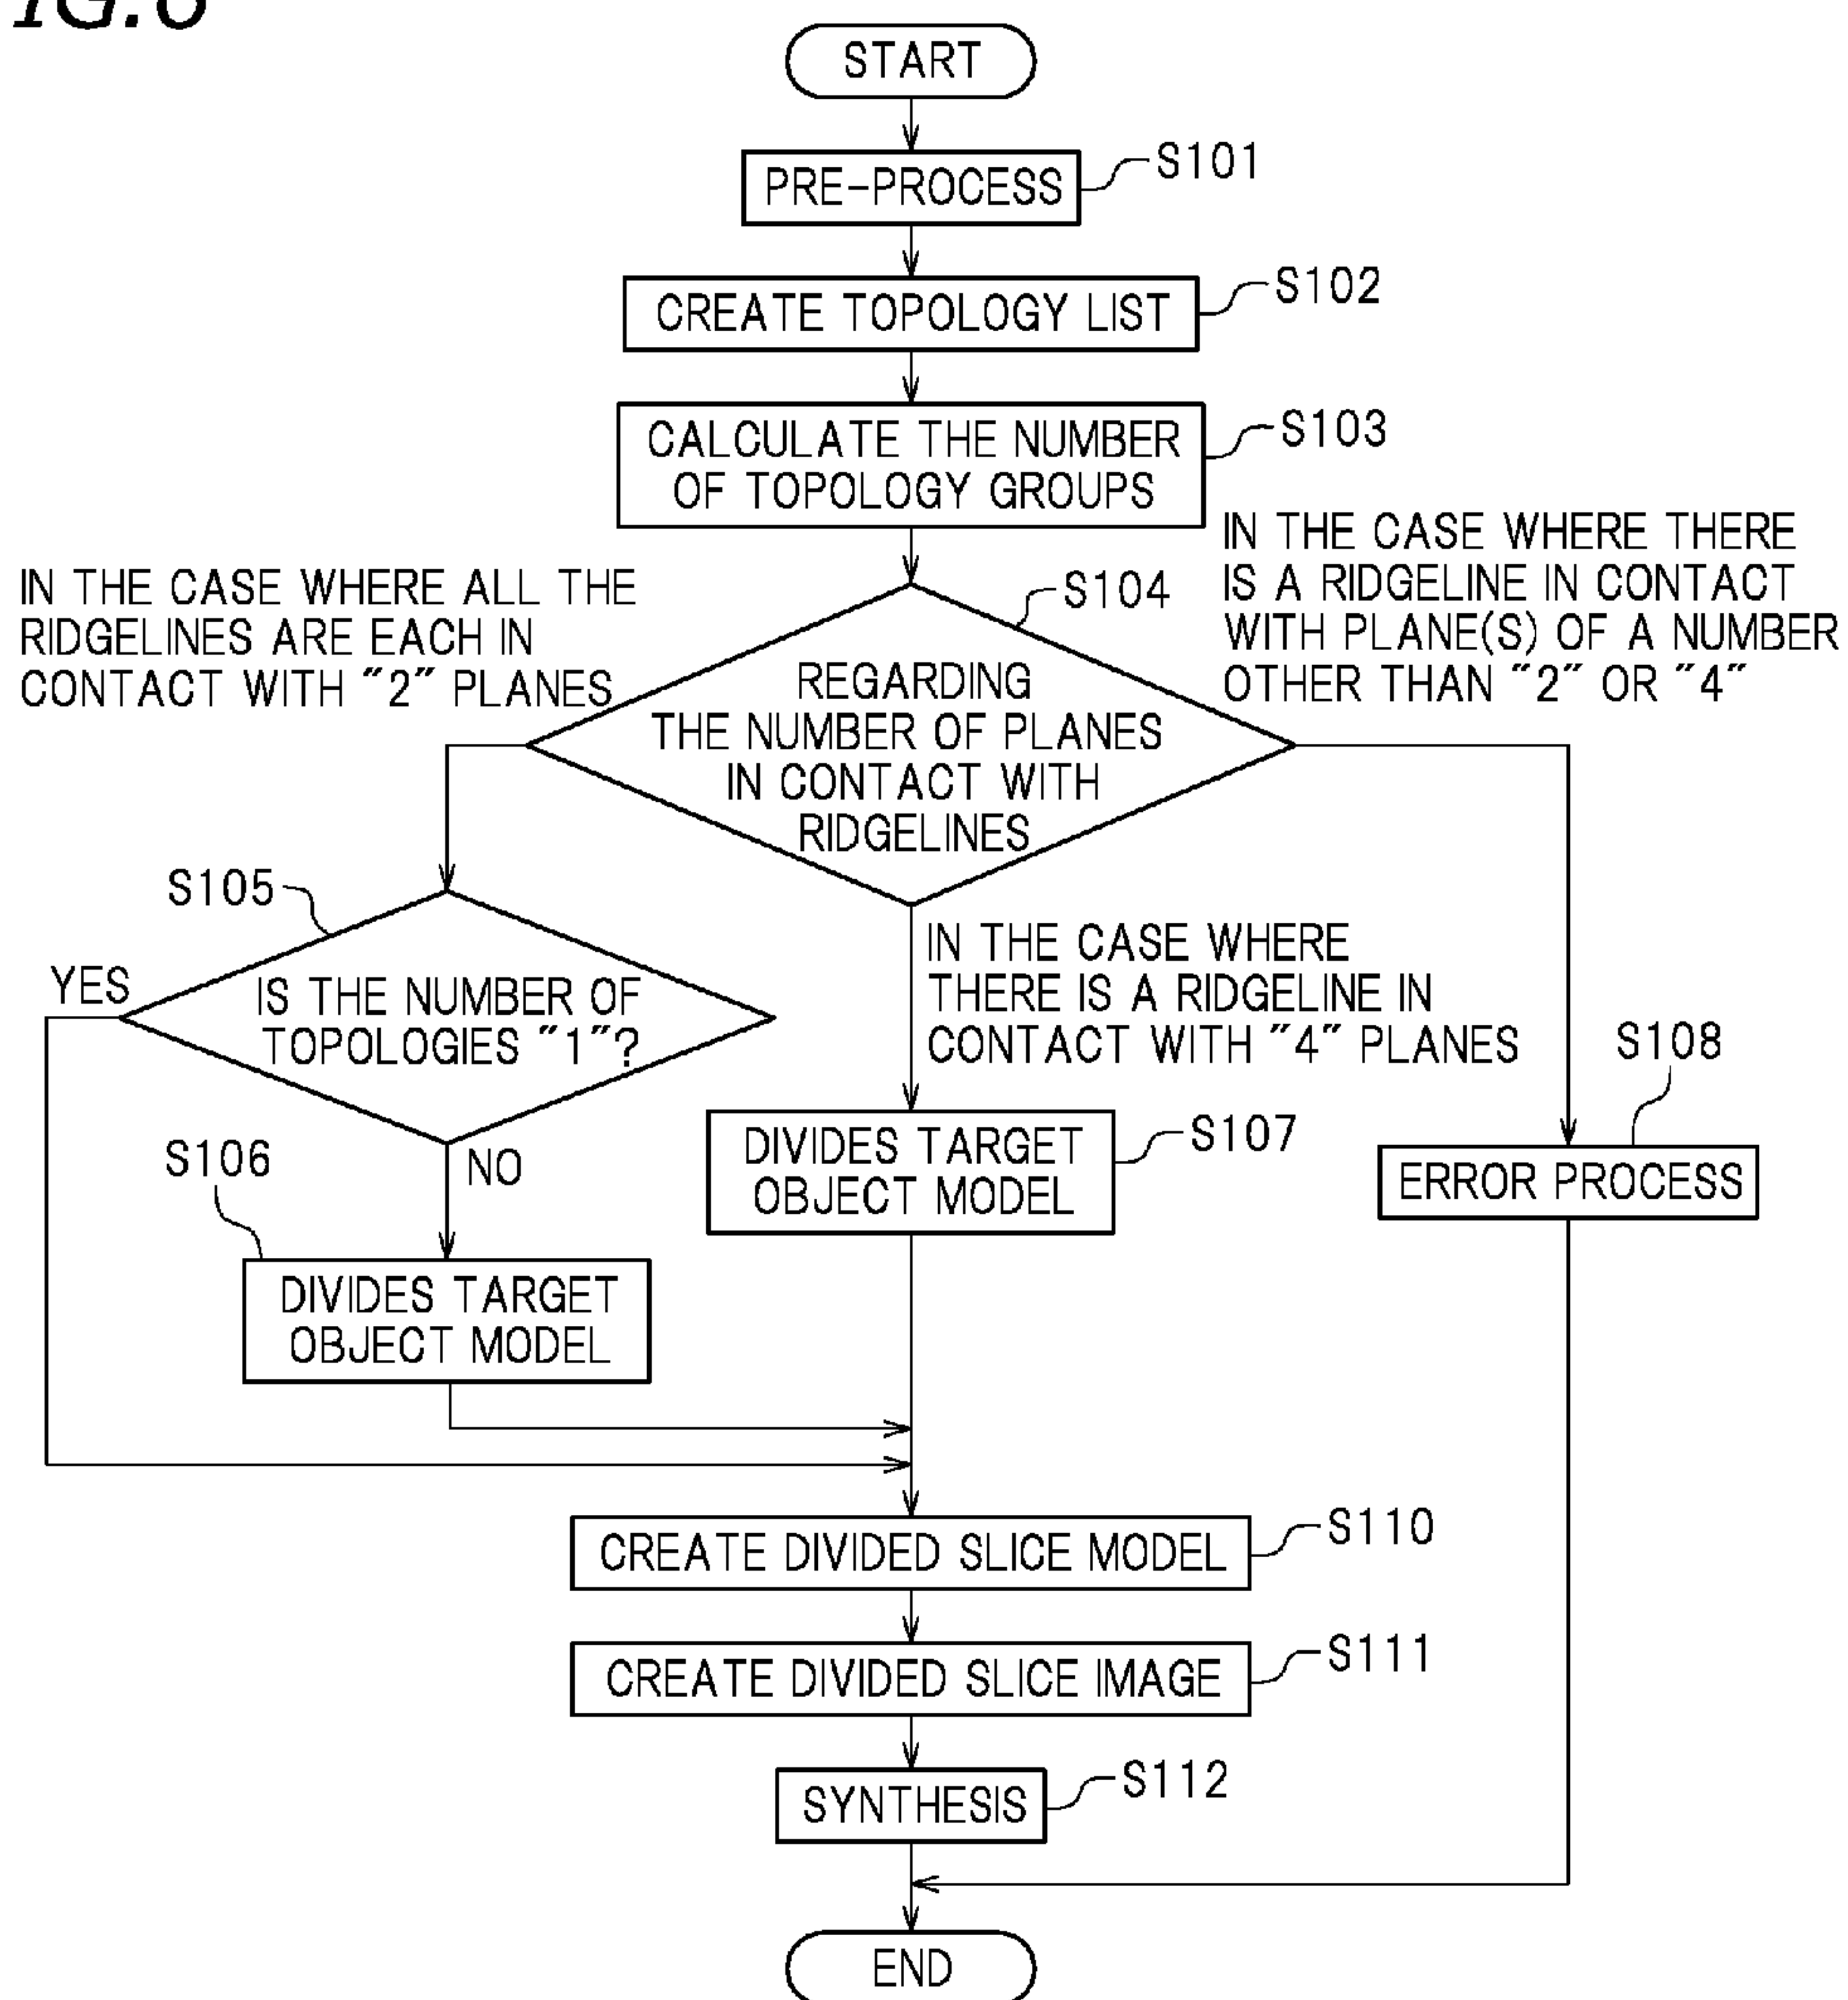 IG.6
START
PRE-PROCESS
S101
CREATE TOPOLOGY LIST
S102
CALCULATE THE NUMBER
OF TOPOLOGY GROUPS
S103
IN THE CASE WHERE ALL THE
RIDGELINES ARE EACH IN
CONTACT WITH "2" PLANES
S104
IN THE CASE WHERE THERE
IS A RIDGELINE IN CONTACT
WITH PLANE(S) OF A NUMBER
OTHER THAN "2" OR "4"
REGARDING
THE NUMBER OF PLANES
IN CONTACT WITH
RIDGELINES
S105
YES
IS THE NUMBER OF
TOPOLOGIES "1"?
IN THE CASE WHERE
THERE IS A RIDGELINE IN
CONTACT WITH "4" PLANES
S108
S106
NO
DIVIDES TARGET
OBJECT MODEL
S107
ERROR PROCESS
DIVIDES TARGET
OBJECT MODEL
CREATE DIVIDED SLICE MODEL
S110
CREATE DIVIDED SLICE IMAGE
S111
SYNTHESIS
S112
END